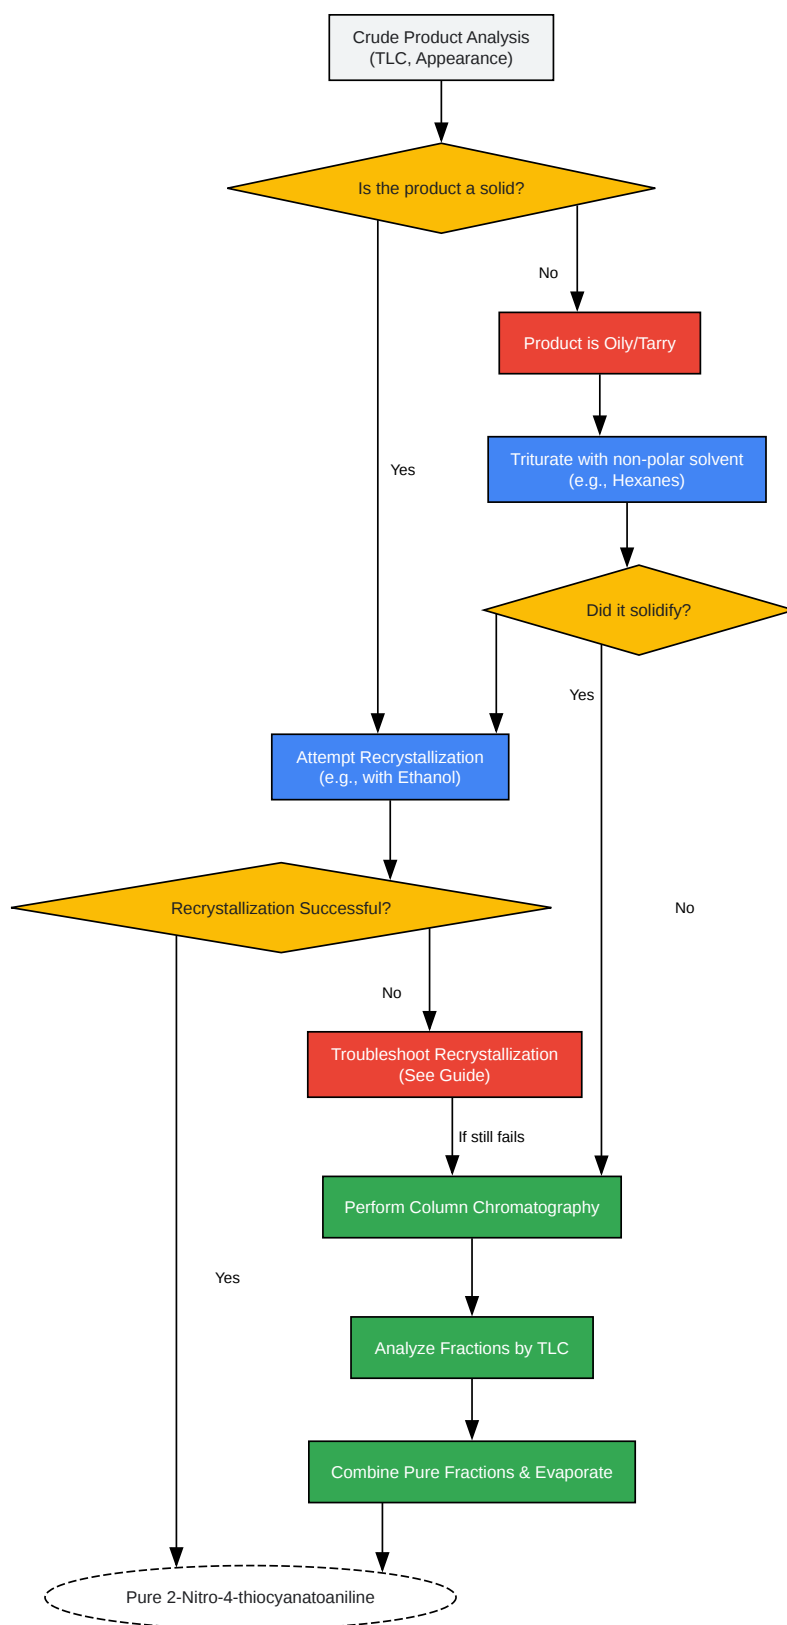 Crude Product Analysis
(TLC, Appearance)
Is the product a solid?
No
Product is Oily/Tarry
Triturate with non-polar solvent
(e.g., Hexanes)
Yes
Did it solidify?
Yes
Attempt Recrystallization
(e.g., with Ethanol)
Recrystallization Successful?
No
No
Troubleshoot Recrystallization
(See Guide)
If still fails
Perform Column Chromatography
Yes
Analyze Fractions by TLC
Combine Pure Fractions & Evaporate
Pure 2-Nitro-4-thiocyanatoaniline